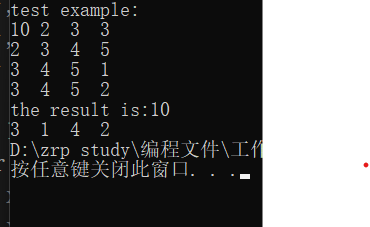 test example:
10 2 3 3
2 3 4 5
3 4 5 1
3 4 5 2
the result is:10
3 1 4 2
D:\zrp study\编程文件\工作
按任意键关闭此窗口. . .